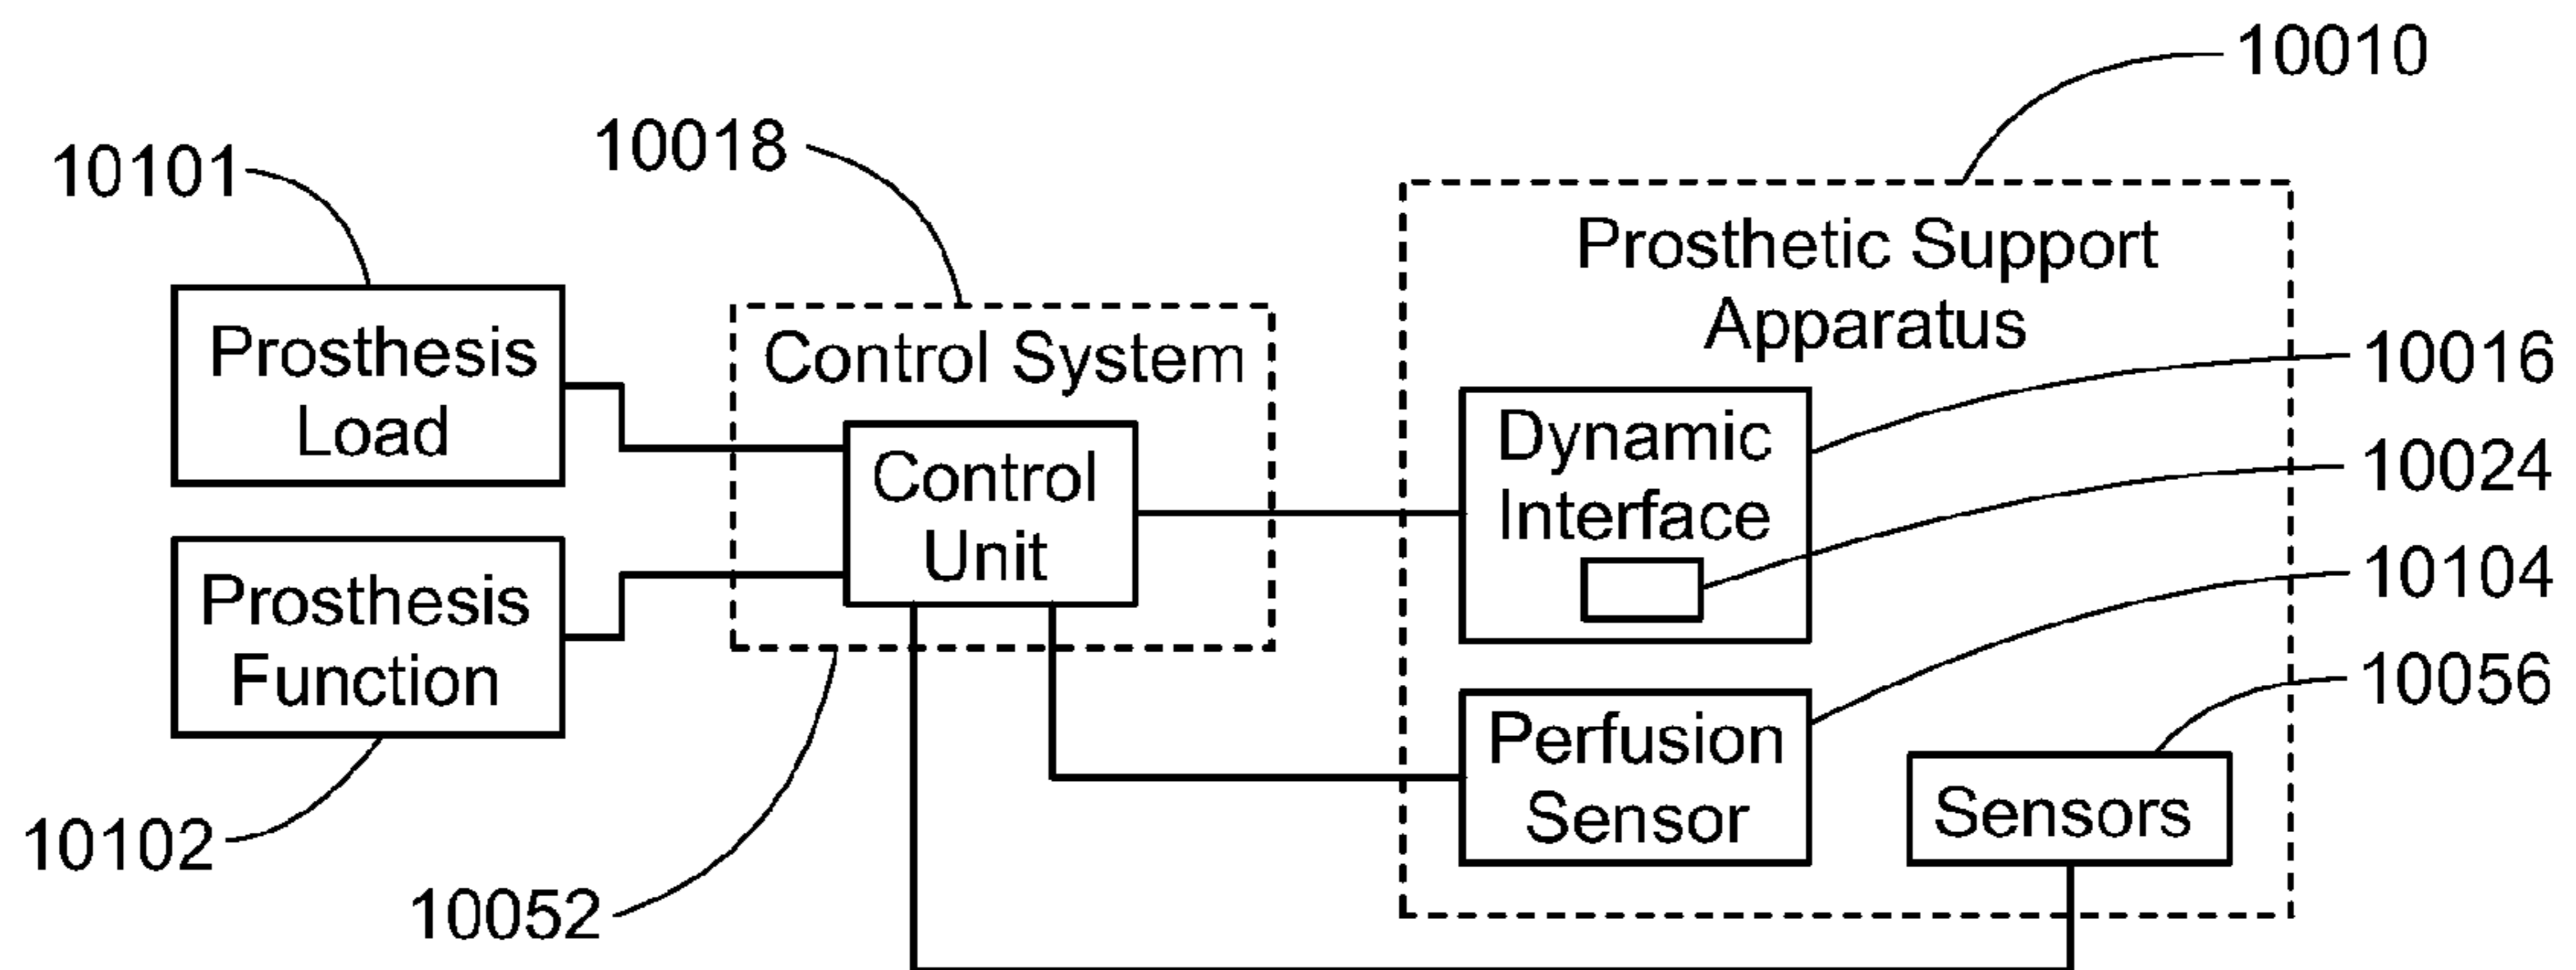 10010
10018
10101
Prosthetic Support
Apparatus
Prosthesis
Load
Control System
10016
Dynamic
Interface
Control
Unit
10024
Prosthesis
Function
10104
10056
Perfusion
Sensor
Sensors
10102
10052